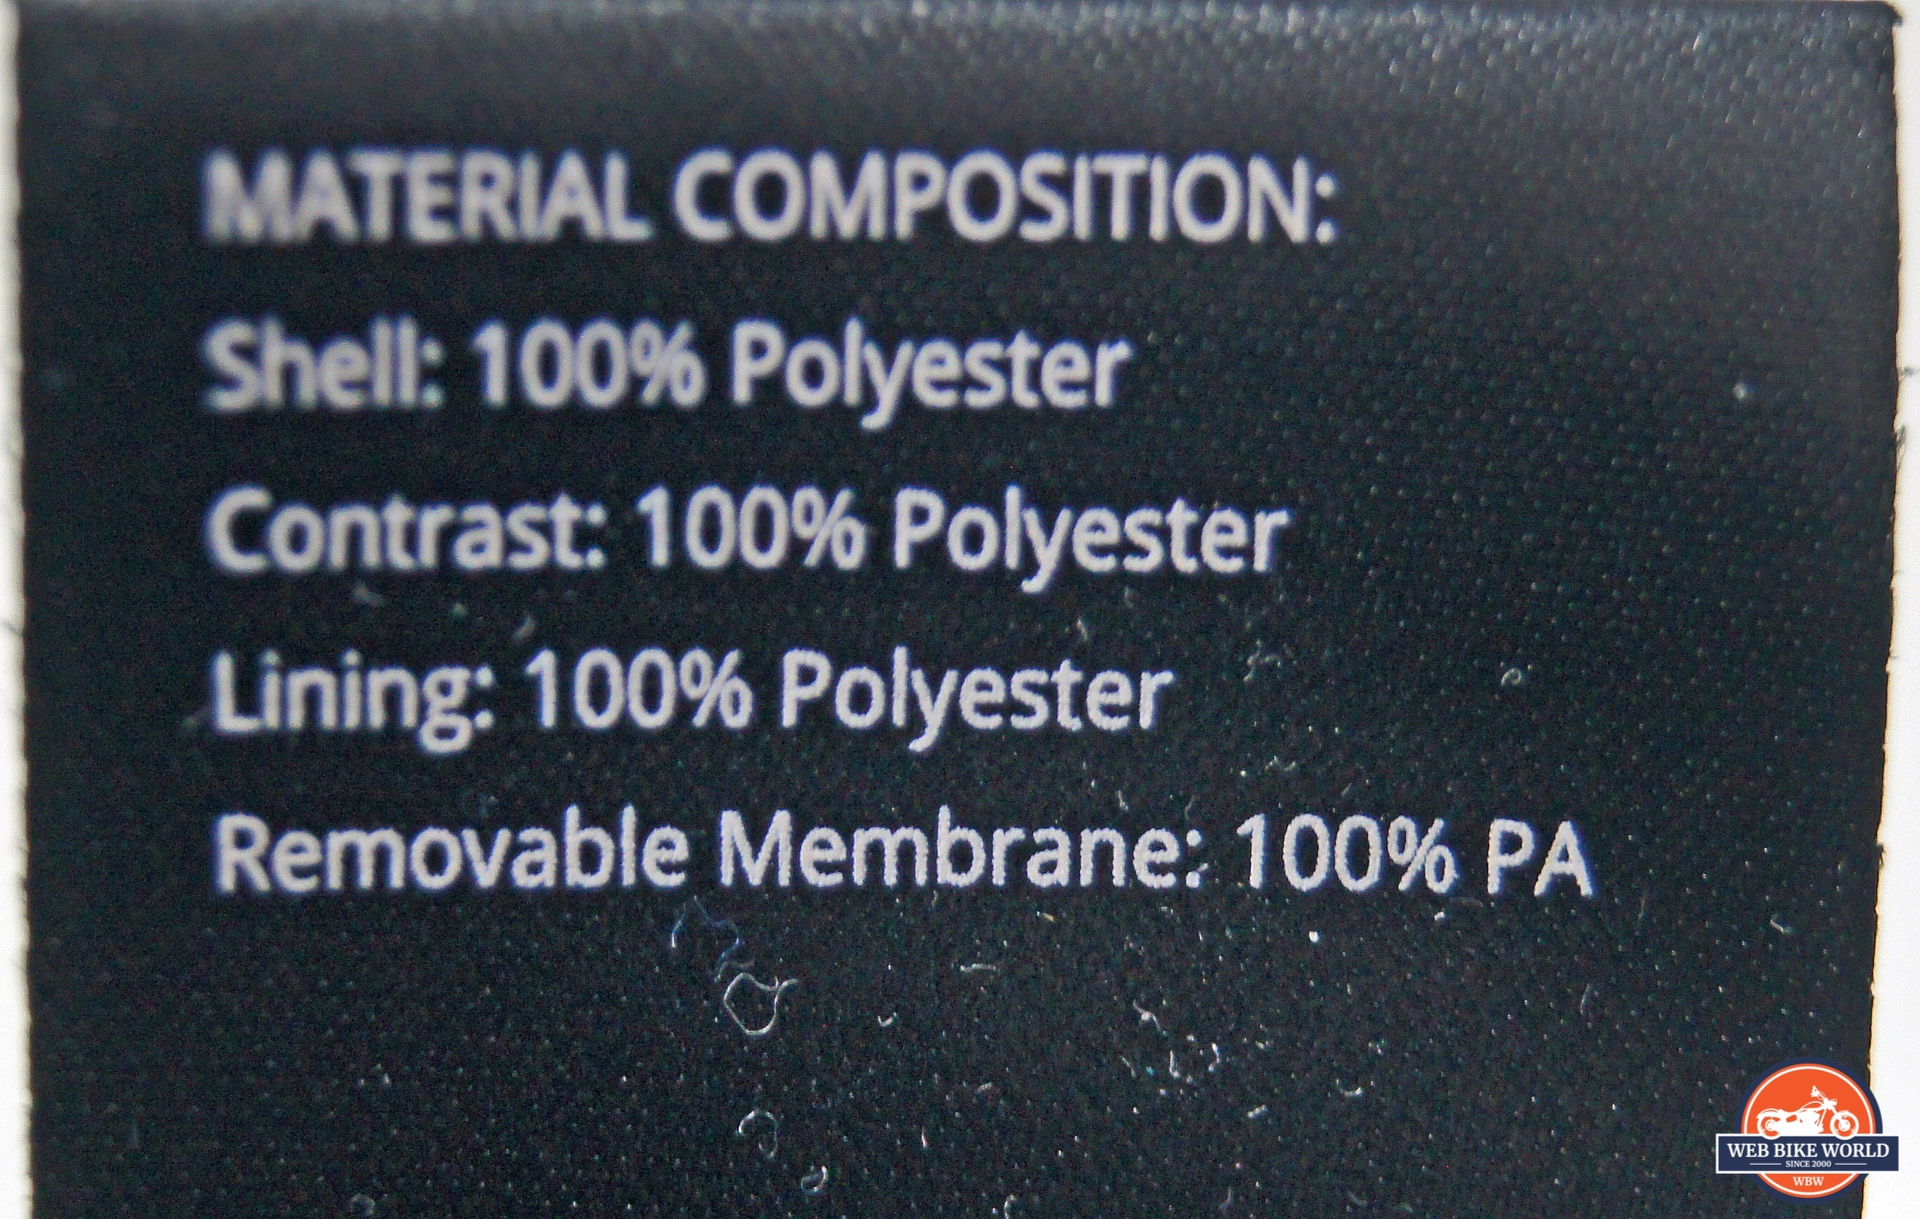 MATERIAL COMPOSITION:
Shell: 100% Polyester
Contrast: 100% Polyester
Lining: 100% Polyester
Removable Membrane: 100% PA
WEB BIKE WORLD
SINCE 2000
WBW